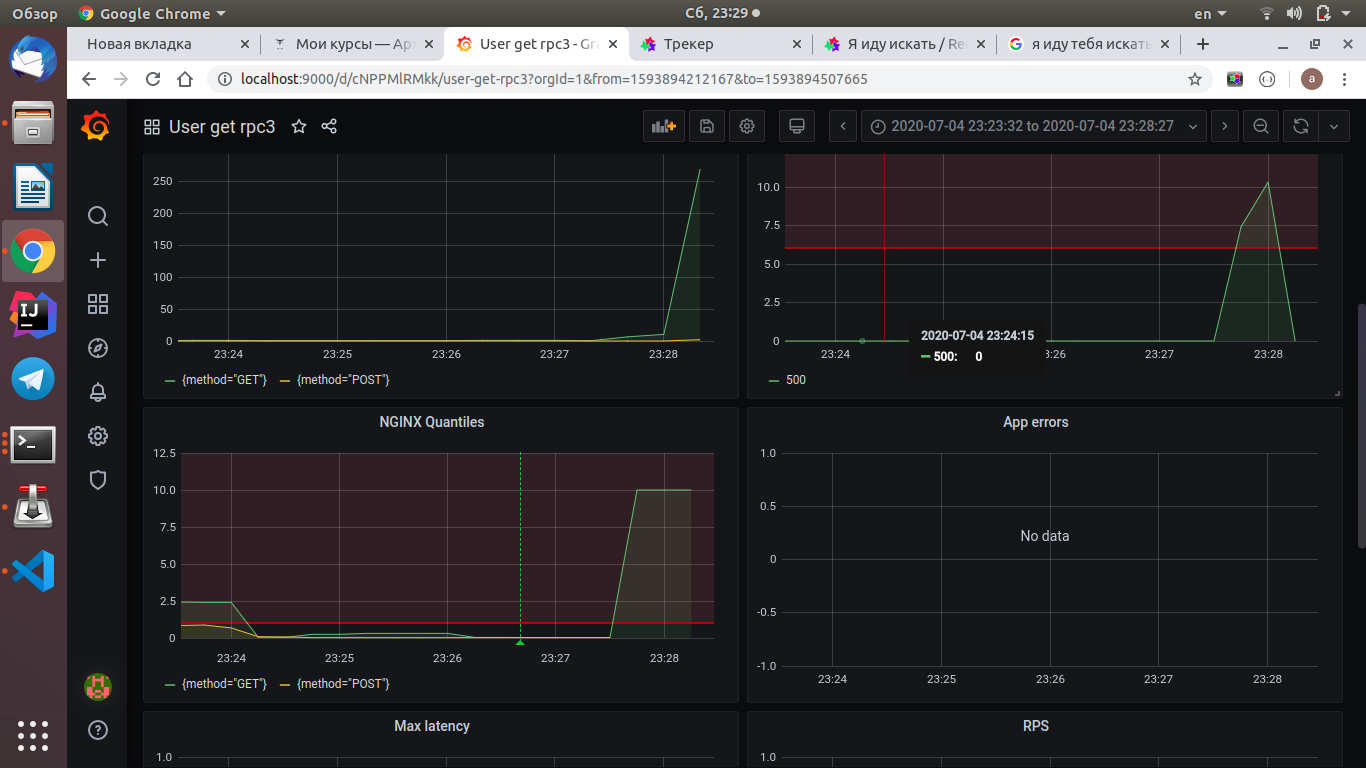 Обзор
Google Chrome
Сб, 23:29
en
Новая вкладка
Мои курсы — Ар
User get rpc3 - Gra
Трекер
Я иду искать / Re
я иду тебя искать
localhost:9000/d/cNPPMlRMkk/user-get-rpc3?orgId=1&from=1593894212167&to=1593894507665
a
User get rpc3
2020-07-04 23:23:32 to 2020-07-04 23:28:27
250
200
150
100
50
0
23:24 23:25 23:26 23:27 23:28
{method="GET"} {method="POST"}
10.0
7.5
5.0
2.5
0
23:24 3:26 23:27 23:28
2020-07-04 23:24:15
500: 0
500
NGINX Quantiles
12.5
10.0
7.5
5.0
2.5
0
23:24 23:25 23:26 23:27 23:28
{method="GET"} {method="POST"}
App errors
1.0
0.5
0
-0.5
-1.0
No data
23:24 23:25 23:26 23:27 23:28
Max latency
1.0
RPS
1.0
IJ